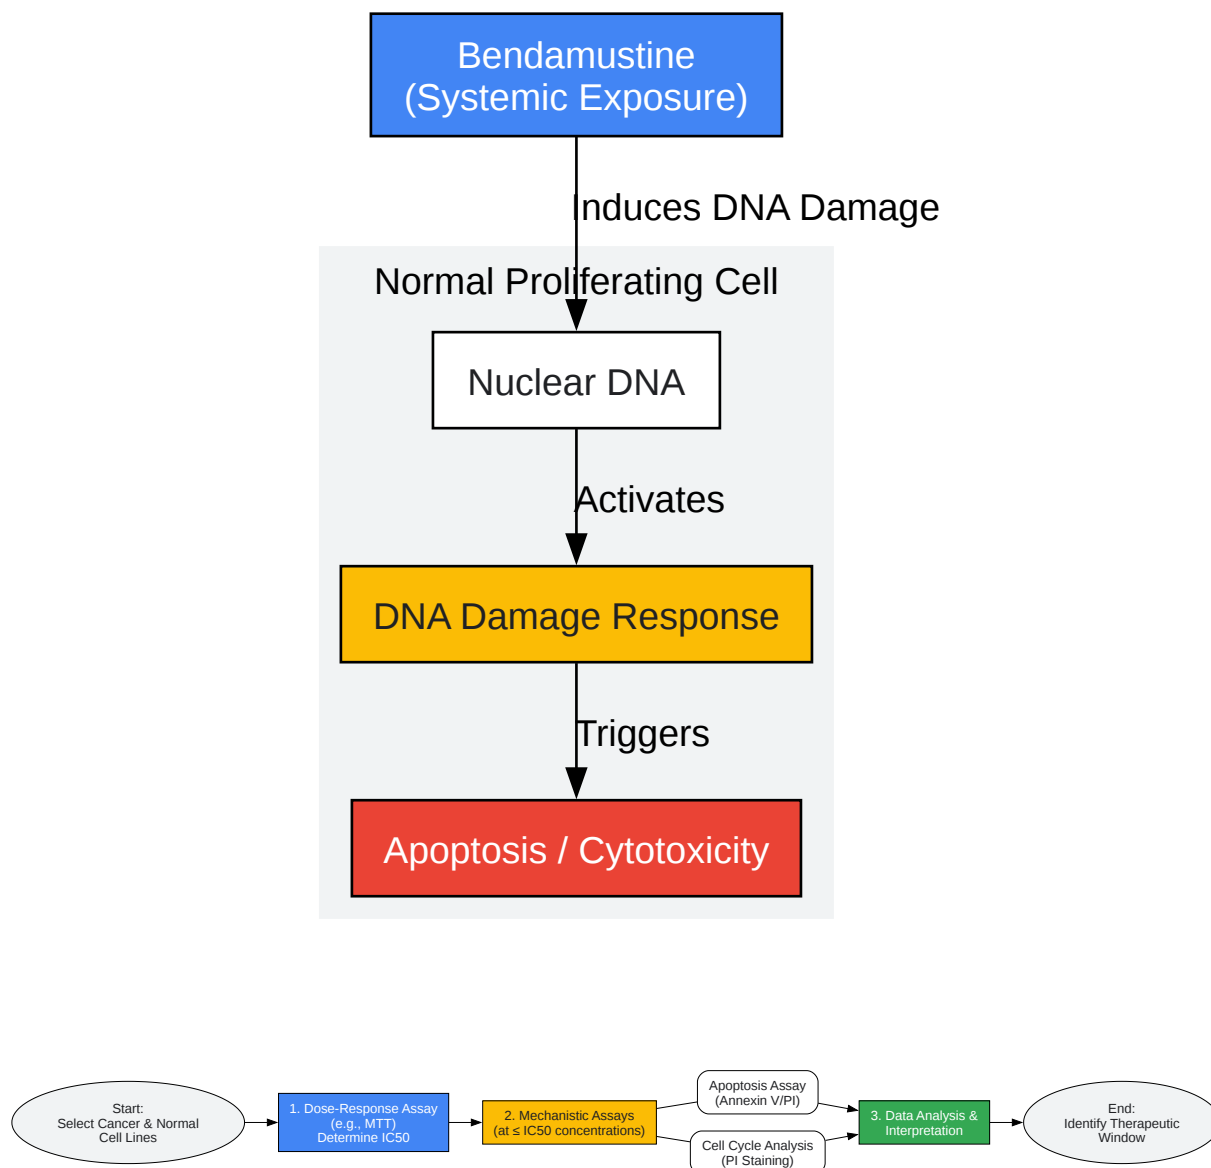 Bendamustine
(Systemic Exposure)
Induces DNA Damage
Normal Proliferating Cell
Nuclear DNA
Activates
DNA Damage Response
Triggers
Apoptosis / Cytotoxicity
Start:
Select Cancer & Normal
Cell Lines
1. Dose-Response Assay
(e.g., MTT)
Determine IC50
2. Mechanistic Assays
(at ≤ IC50 concentrations)
Apoptosis Assay
(Annexin V/PI)
Cell Cycle Analysis
(PI Staining)
3. Data Analysis &
Interpretation
End:
Identify Therapeutic
Window